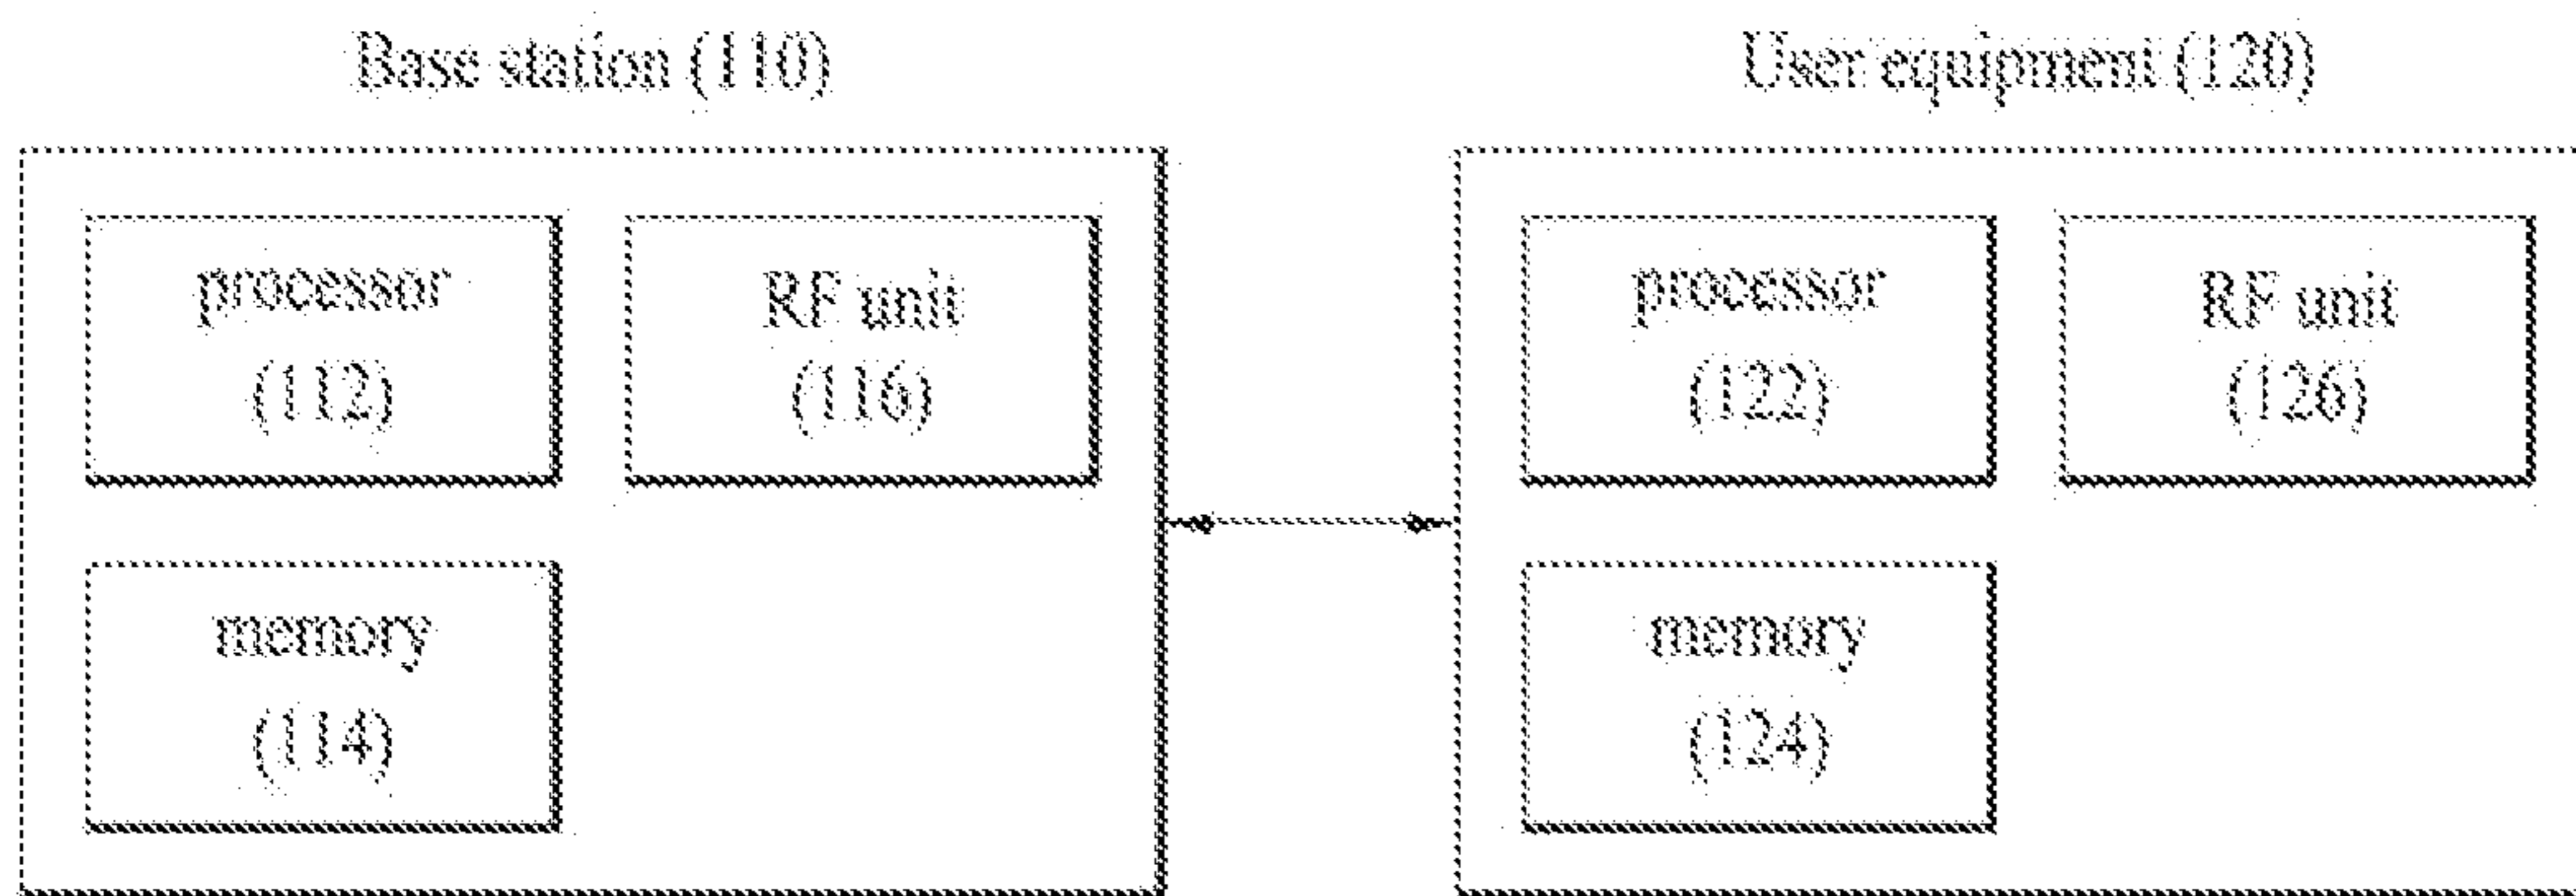 Base station (110)
processor
(112)
RF unit
(116)
memory
(114)
User equipment (120)
processor
(122)
RF unit
(126)
memory
(124)